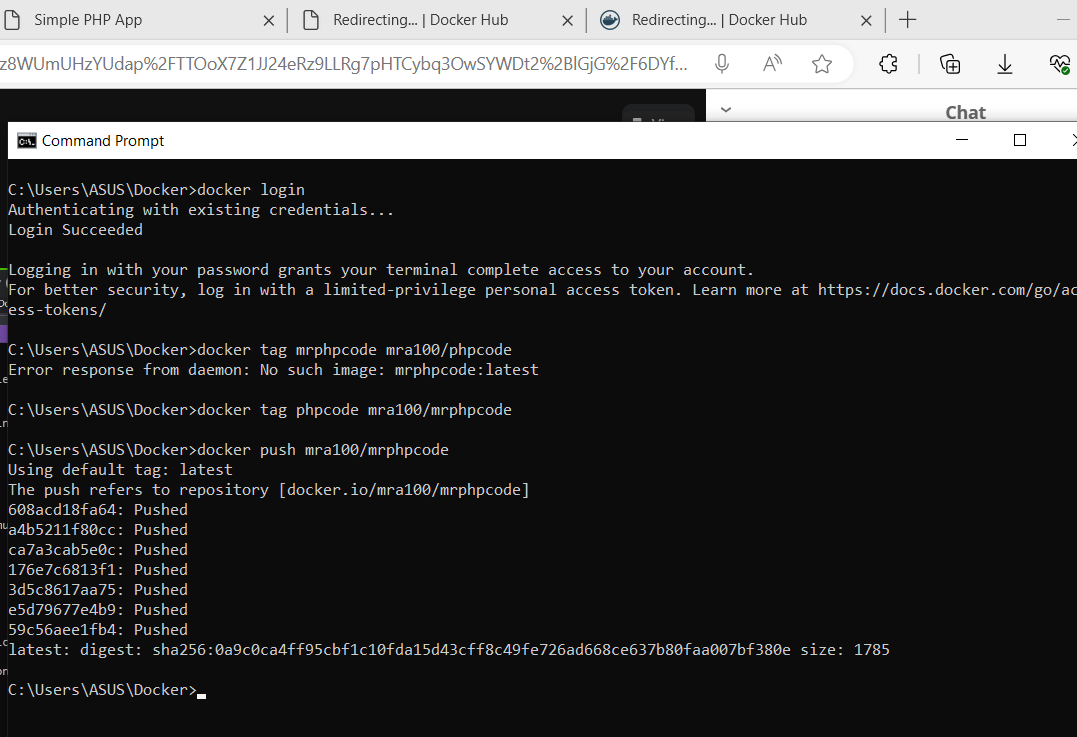 Simple PHP App
Redirecting... | Docker Hub
Redirecting... | Docker Hub
z8WUmUHzYUdap%2FTTOoX7Z1JJ24eRz9LLRg7pHTCybq3OwSYWDt2%2BlGjG%2F6DYf...
Chat
Command Prompt
C:\Users\ASUS\Docker>docker login
Authenticating with existing credentials...
Login Succeeded
Logging in with your password grants your terminal complete access to your account.
For better security, log in with a limited-privilege personal access token. Learn more at https://docs.docker.com/go/ac
ess-tokens/
C:\Users\ASUS\Docker>docker tag mrphpcode mra100/phpcode
Error response from daemon: No such image: mrphpcode:latest
C:\Users\ASUS\Docker>docker tag phpcode mra100/mrphpcode
C:\Users\ASUS\Docker>docker push mra100/mrphpcode
Using default tag: latest
The push refers to repository [docker.io/mra100/mrphpcode]
608acd18fa64: Pushed
a4b5211f80cc: Pushed
ca7a3cab5e0c: Pushed
176e7c6813f1: Pushed
3d5c8617aa75: Pushed
e5d79677e4b9: Pushed
59c56aee1fb4: Pushed
latest: digest: sha256:0a9c0ca4ff95cbf1c10fda15d43cff8c49fe726ad668ce637b80faa007bf380e size: 1785
C:\Users\ASUS\Docker>